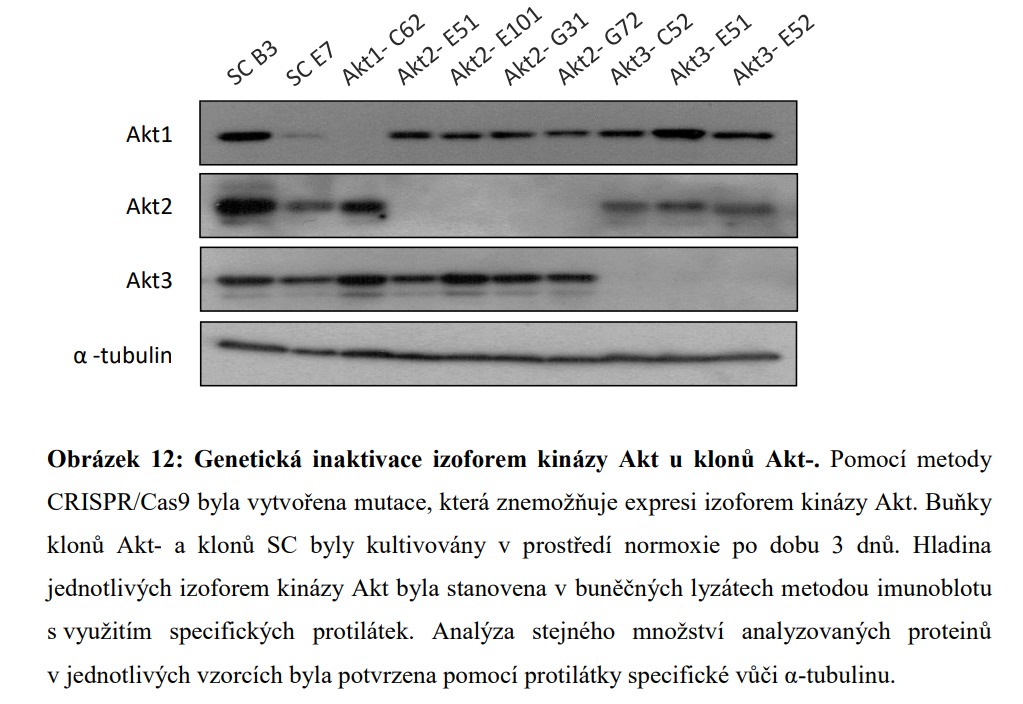 SC B3 SC E7 Akt1- C62 Akt2- E51 Akt2- E101 Akt2- G31 Akt2- G72 Akt3- C52 Akt3- E51 Akt3- E52
Akt1
Akt2
Akt3
α -tubulin
Obrázek 12: Genetická inaktivace izoforem kinázy Akt u klonů Akt-. Pomocí metody
CRISPR/Cas9 byla vytvořena mutace, která znemožňuje expresi izoforem kinázy Akt. Buňky
klonů Akt- a klonů SC byly kultivovány v prostředí normoxie po dobu 3 dnů. Hladina
jednotlivých izoforem kinázy Akt byla stanovena v buněčných lyzátech metodou imunoblotu
s využitím specifických protilátek. Analýza stejného množství analyzovaných proteinů
v jednotlivých vzorcích byla potvrzena pomocí protilátky specifické vůči α-tubulinu.